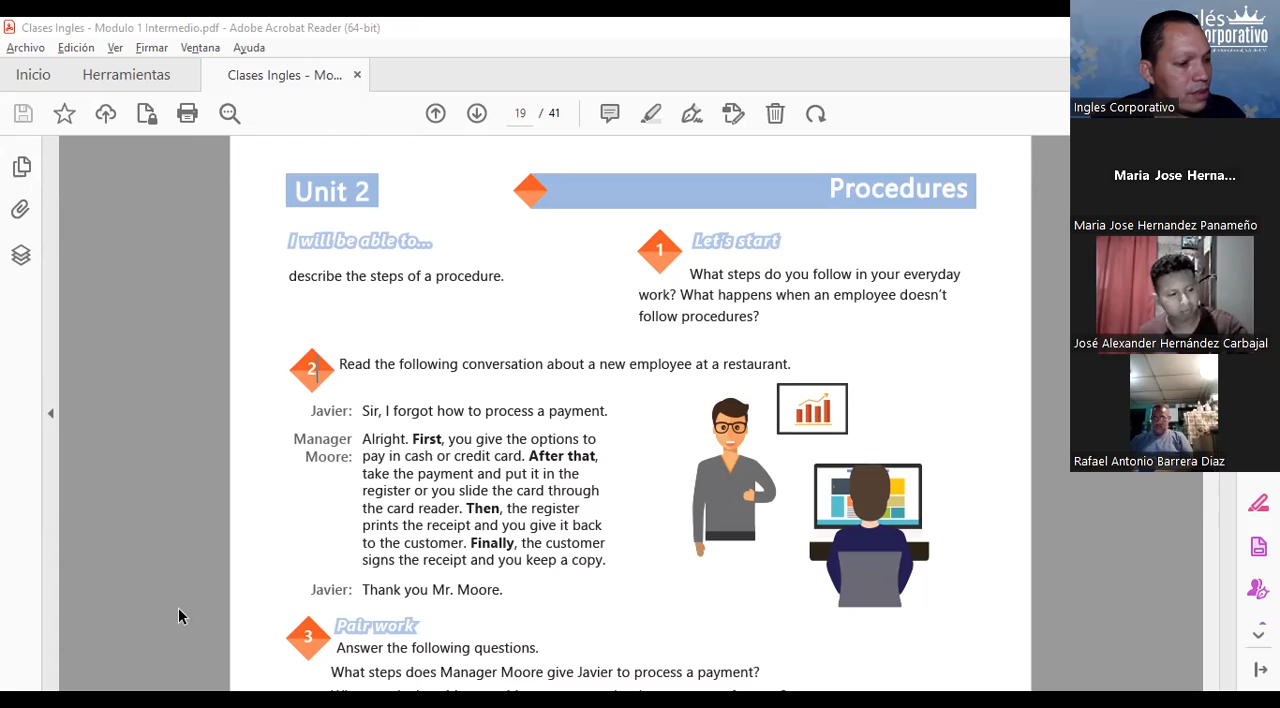 Clases Ingles - Modulo 1 Intermedio.pdf - Adobe Acrobat Reader (64-bit)
Archivo Edición Ver Firmar Ventana Ayuda
Inicio Herramientas Clases Ingles - Mo... ×
19 / 41
Unit 2
Procedures
I will be able to...
describe the steps of a procedure.
1 Let's start
What steps do you follow in your everyday
work? What happens when an employee doesn't
follow procedures?
2 Read the following conversation about a new employee at a restaurant.
Javier: Sir, I forgot how to process a payment.
Manager Alright. First, you give the options to
Moore: pay in cash or credit card. After that,
take the payment and put it in the
register or you slide the card through
the card reader. Then, the register
prints the receipt and you give it back
to the customer. Finally, the customer
signs the receipt and you keep a copy.
Javier: Thank you Mr. Moore.
3 Pair work
Answer the following questions.
What steps does Manager Moore give Javier to process a payment?
Ingles Corporativo
Maria Jose Herna...
Maria Jose Hernandez Panameño
José Alexander Hernández Carbajal
Rafael Antonio Barrera Diaz